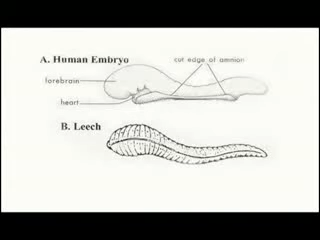 A. Human Embryo
cut edge of amnion
forebrain
heart
B. Leech